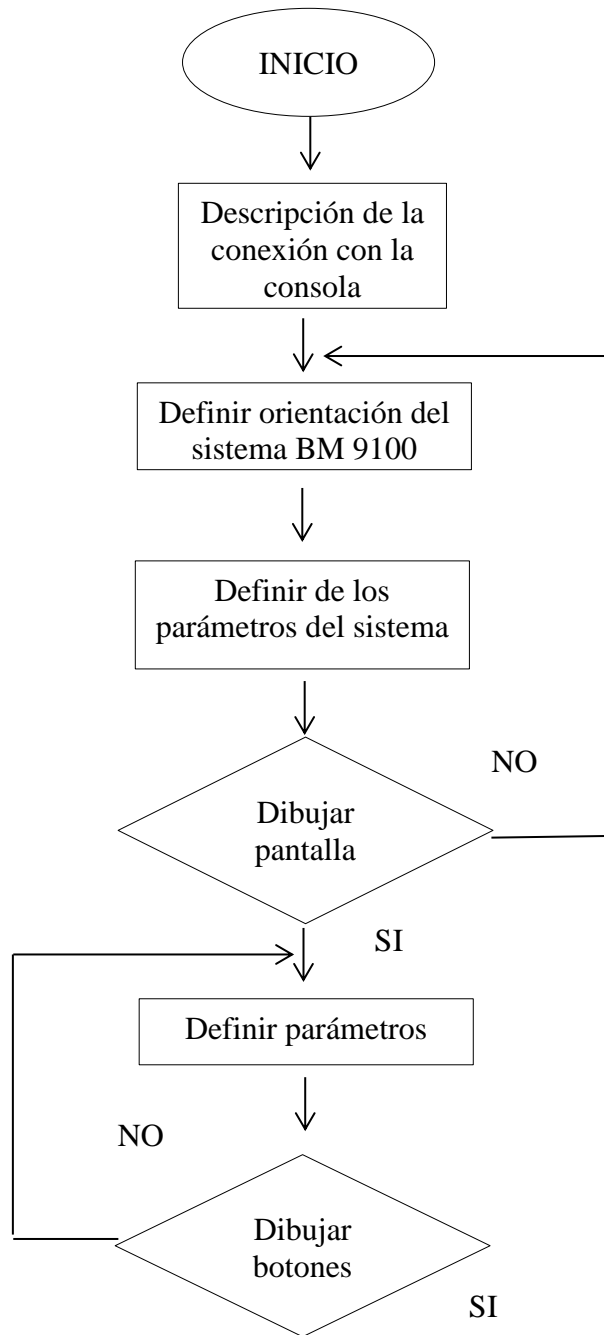 INICIO
Descripción de la
conexión con la
consola
Definir orientación del
sistema BM 9100
Definir de los
parámetros del sistema
NO
Dibujar
pantalla
SI
Definir parámetros
NO
Dibujar
botones
SI